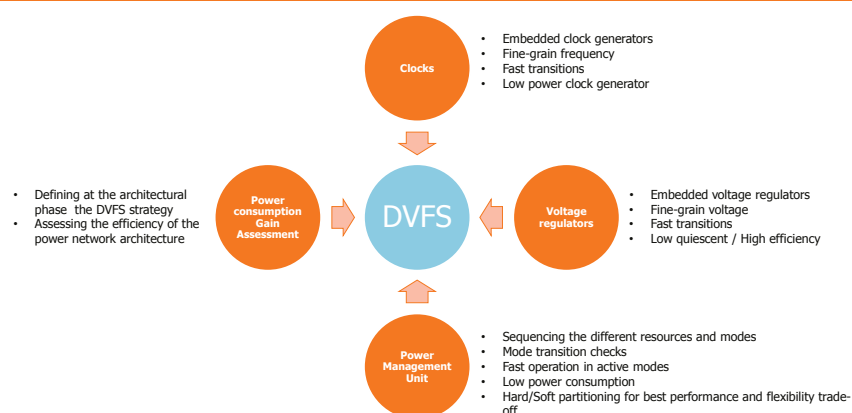 Clocks
• Embedded clock generators
• Fine-grain frequency
• Fast transitions
• Low power clock generator
• Defining at the architectural
phase the DVFS strategy
• Assessing the efficiency of the
power network architecture
Power
consumption
Gain
Assessment
DVFS
Voltage
regulators
• Embedded voltage regulators
• Fine-grain voltage
• Fast transitions
• Low quiescent / High efficiency
Power
Management
Unit
• Sequencing the different resources and modes
• Mode transition checks
• Fast operation in active modes
• Low power consumption
• Hard/Soft partitioning for best performance and flexibility trade-
off